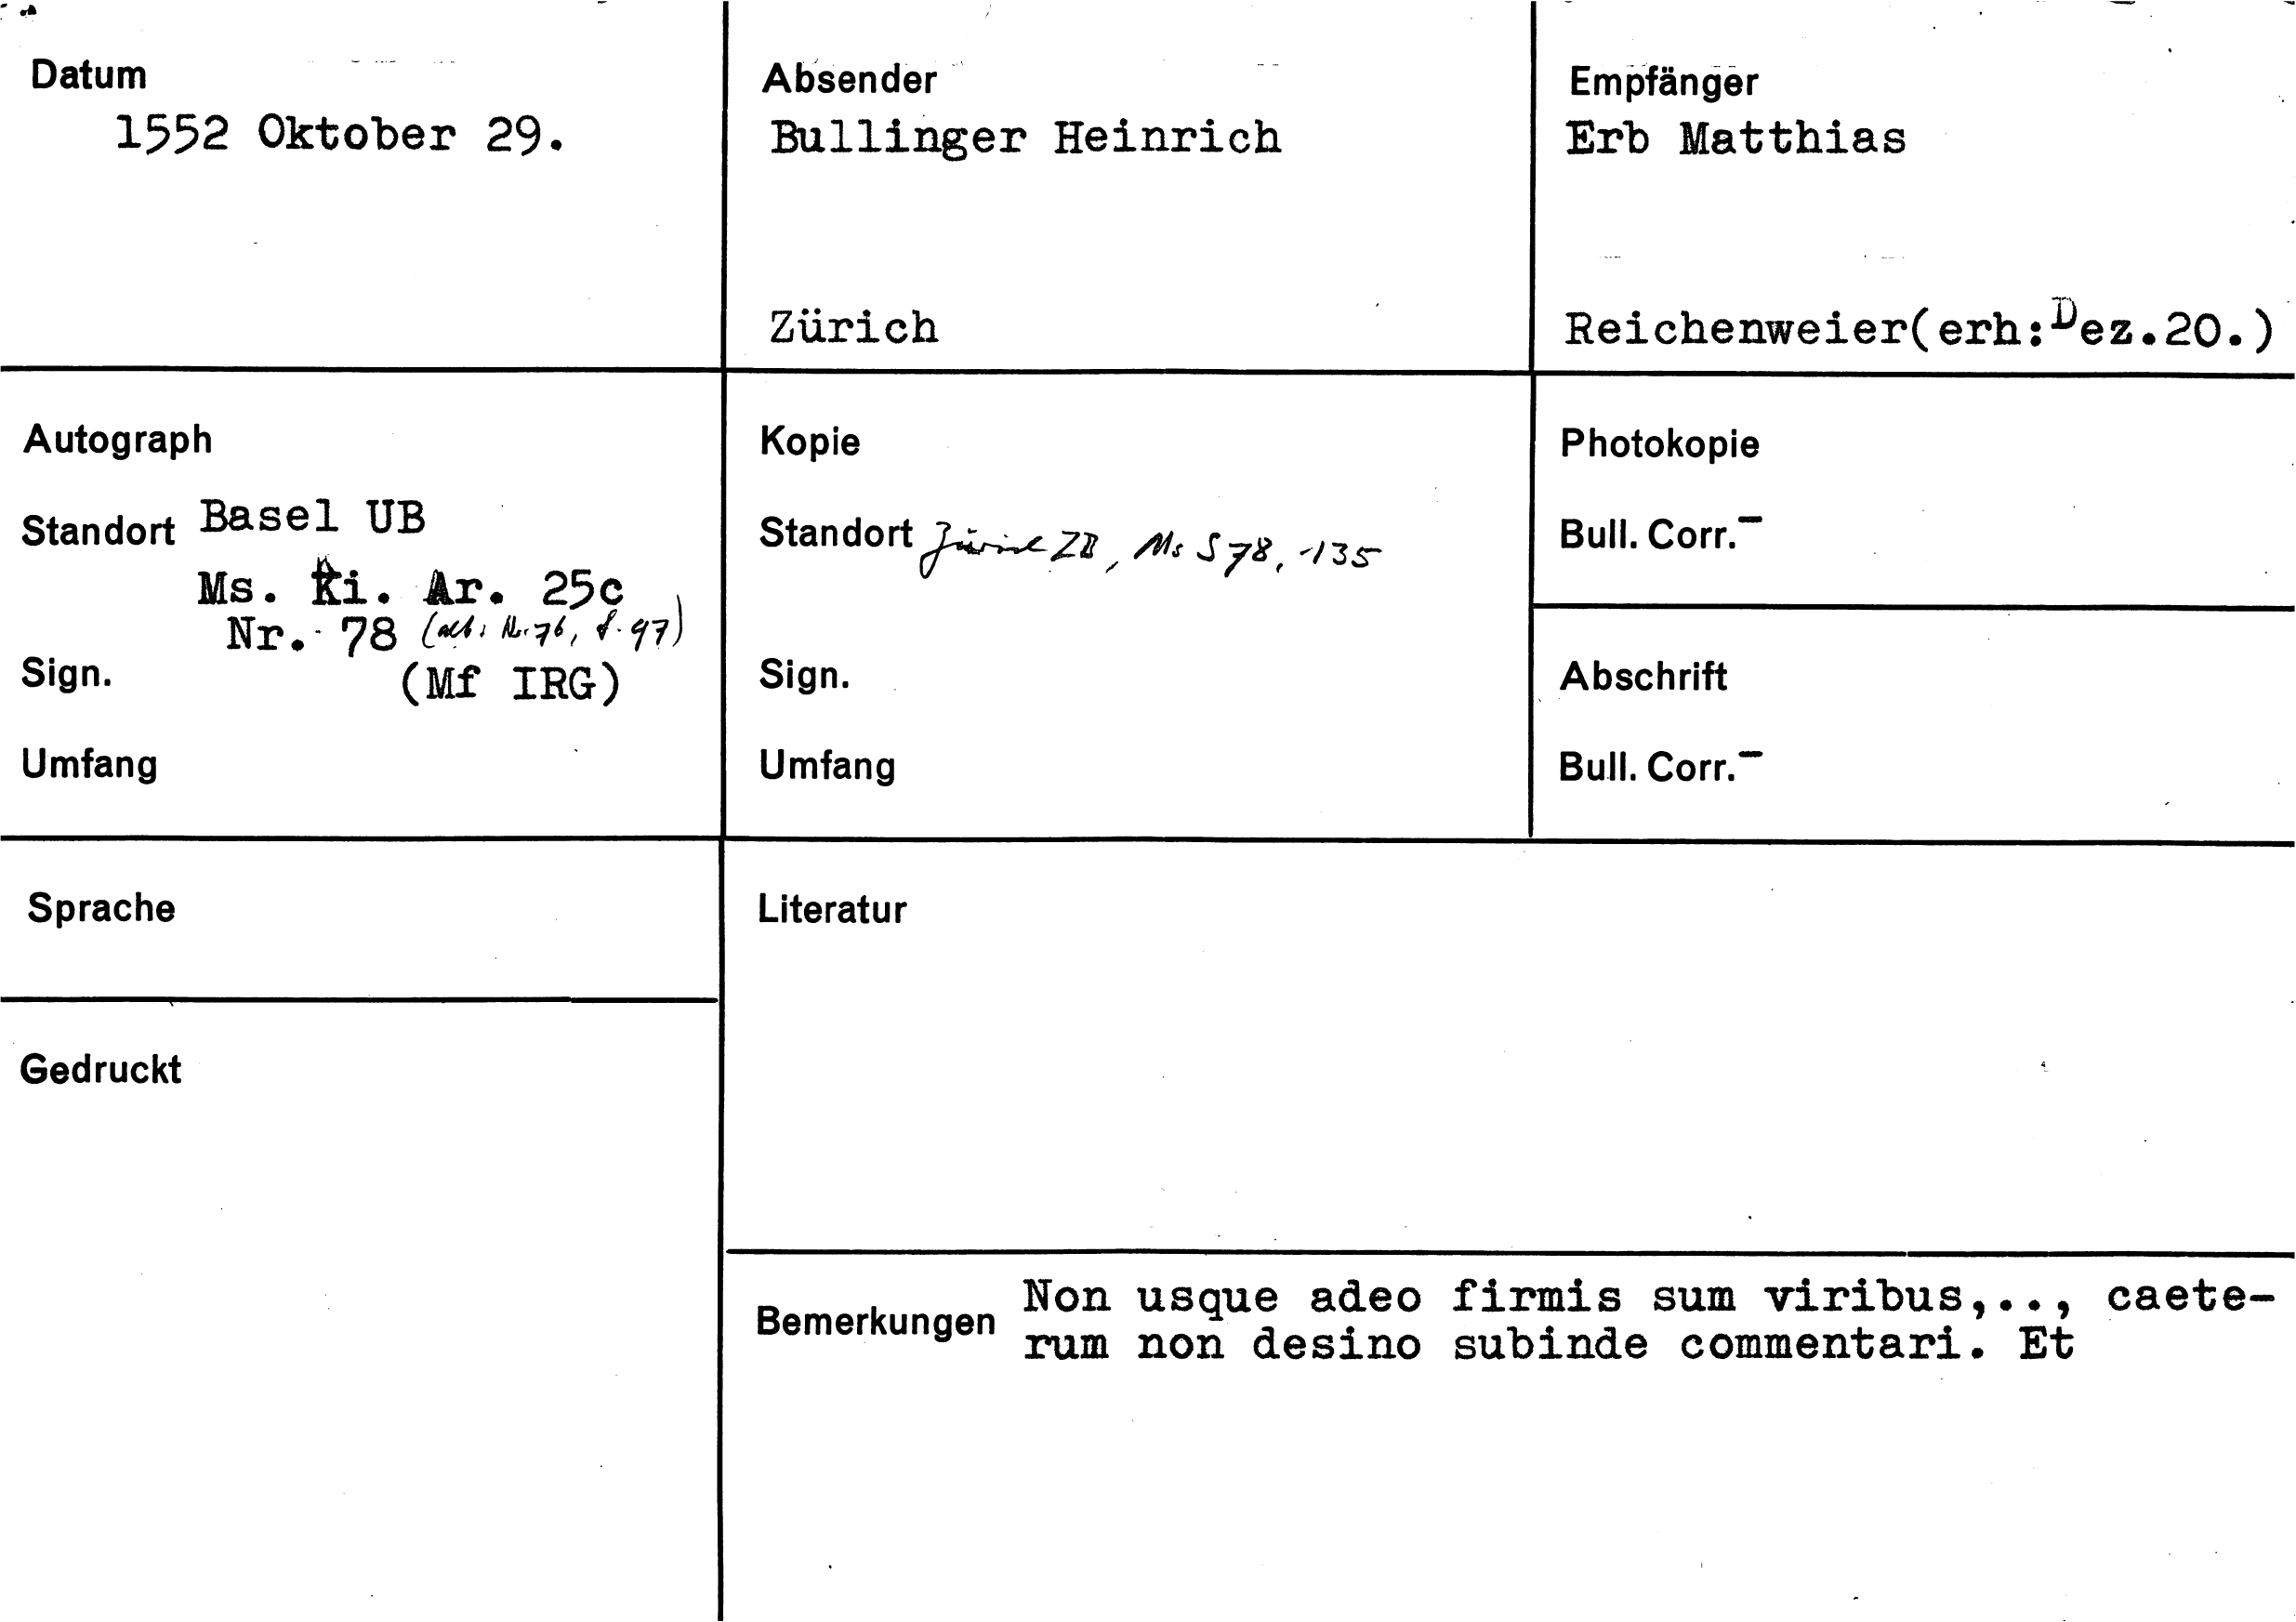 Datum
1552 Oktober 29.
Absender
Bullinger Heinrich
Zürich
Empfänger
Erb Matthias
Reichenweier(erh:Dez.20.)
Autograph
Standort Basel UB
Ms. Ki. Ar. 25c
Nr. 78 (alt: Nr. 76, f. 97)
Sign. (Mf IRG)
Umfang
Kopie
Standort Zürich ZB, Ms S 78, 135
Sign.
Umfang
Photokopie
Bull. Corr.-
Abschrift
Bull. Corr.-
Sprache
Gedruckt
Literatur
Bemerkungen Non usque adeo firmis sum viribus,.., caete-
rum non desino subinde commentari. Et